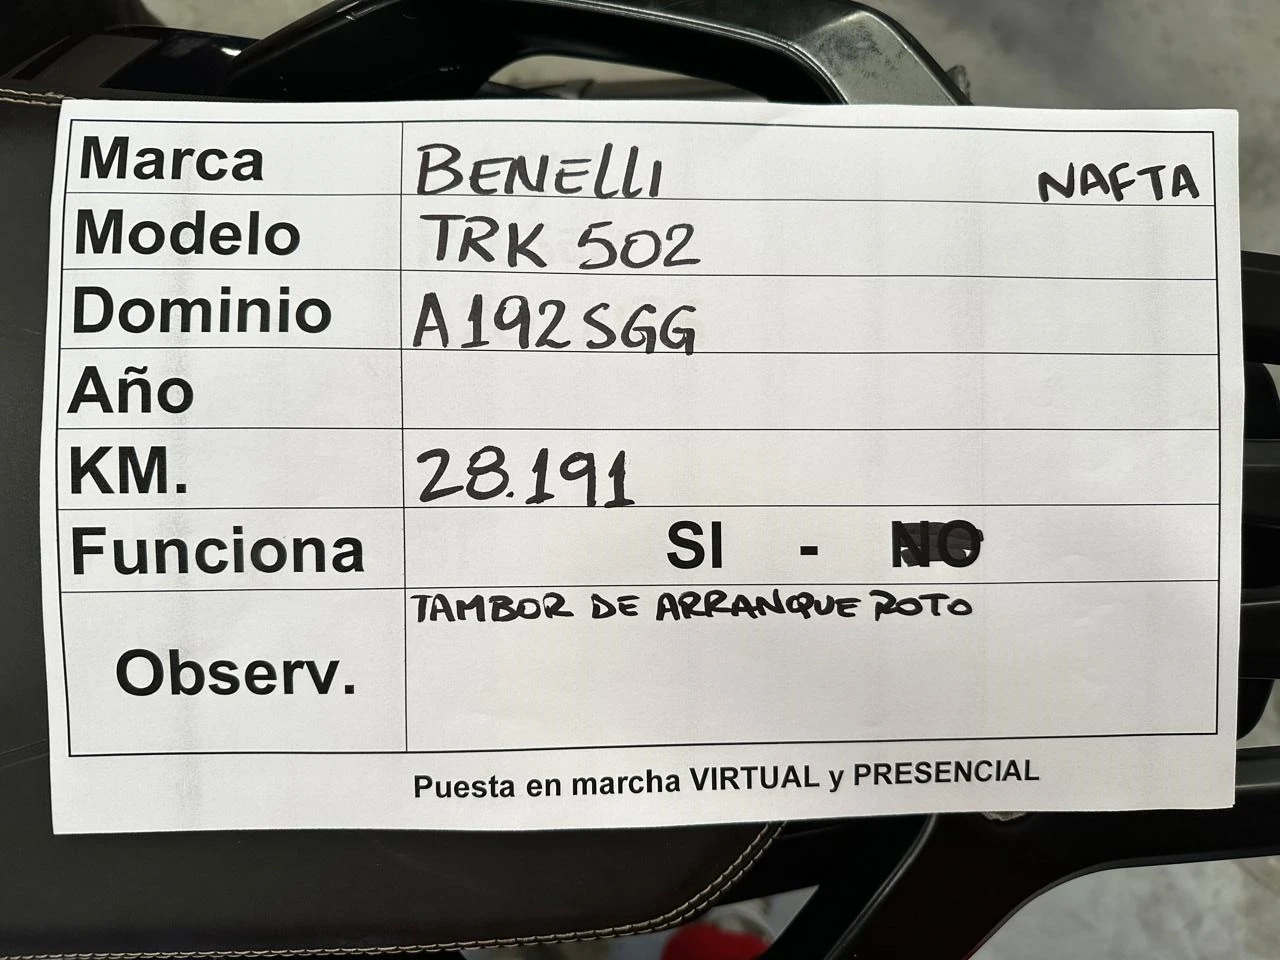 Marca BENELLI NAFTA
Modelo TRK 502
Dominio A192SGG
Año
KM. 28.191
Funciona SI - NO
Observ. TAMBOR DE ARRANQUE ROTO
Puesta en marcha VIRTUAL y PRESENCIAL